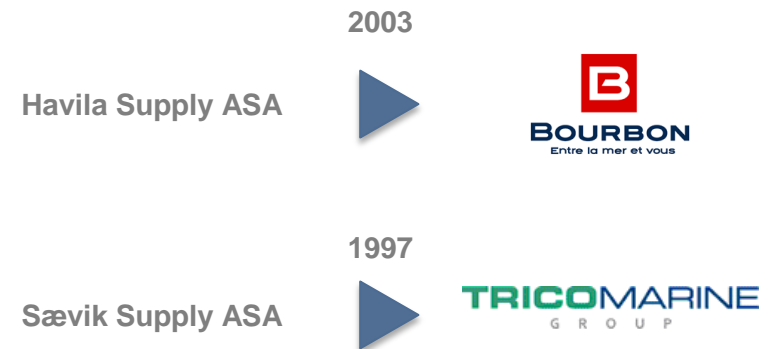 2003
Havila Supply ASA
B
BOURBON
Entre la mer et vous
1997
Sævik Supply ASA
TRICOMARINE
GROUP